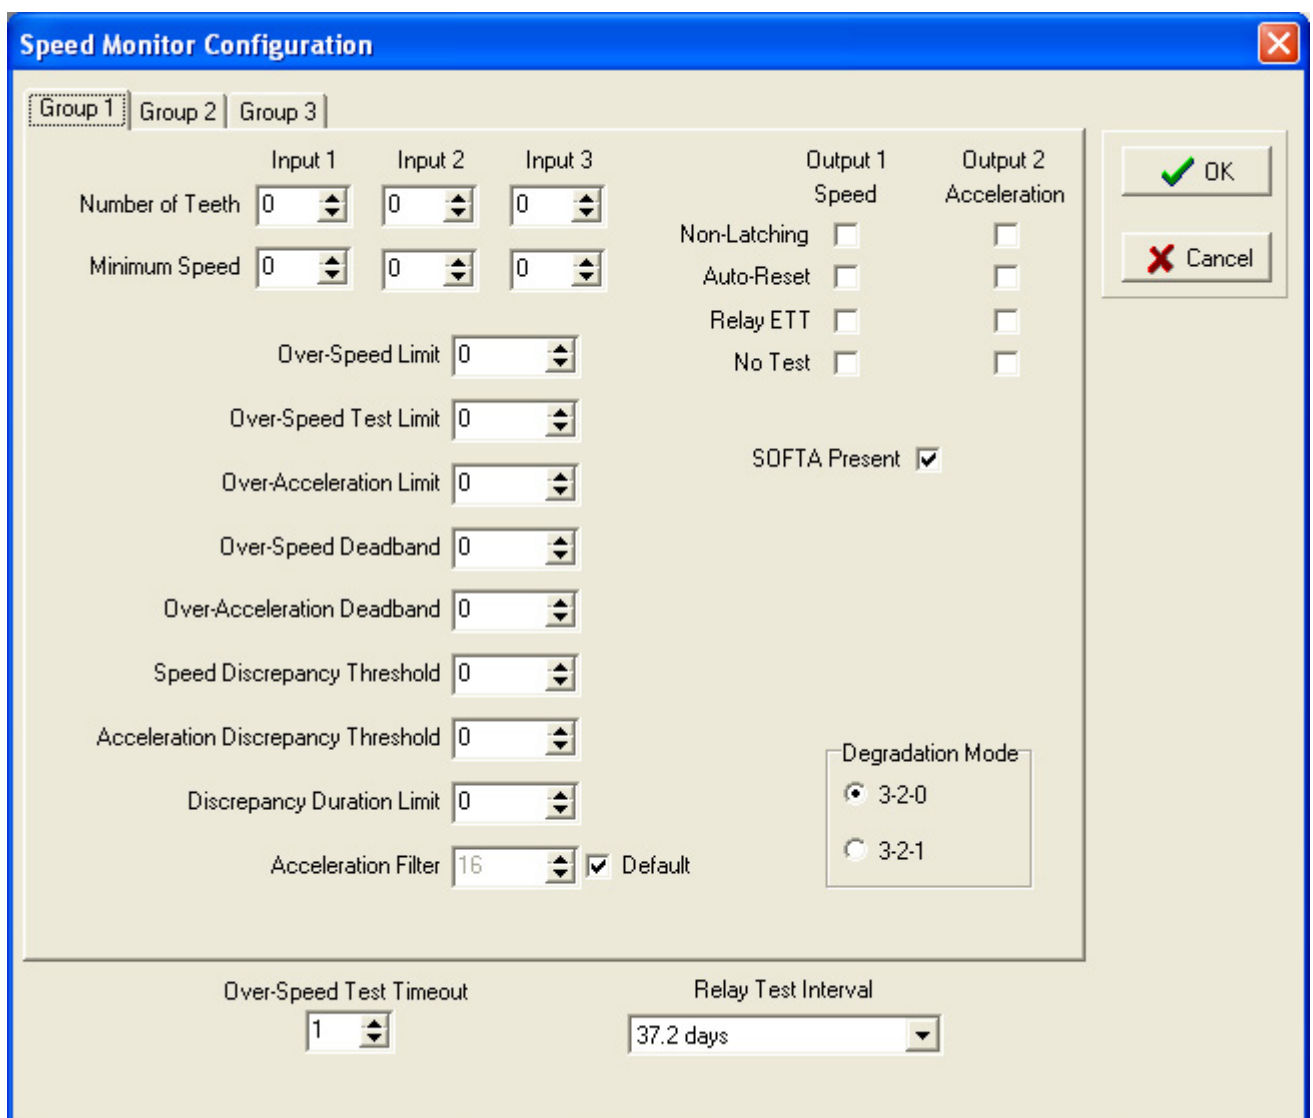 Speed Monitor Configuration
Group 1 Group 2 Group 3
Input 1 Input 2 Input 3
Number of Teeth 0 0 0
Minimum Speed 0 0 0
Output 1 Output 2
Speed Acceleration
Non-Latching
Auto-Reset
Relay ETT
No Test
OK
Cancel
Over-Speed Limit 0
Over-Speed Test Limit 0
SOFTA Present
Over-Acceleration Limit 0
Over-Speed Deadband 0
Over-Acceleration Deadband 0
Speed Discrepancy Threshold 0
Acceleration Discrepancy Threshold 0
Discrepancy Duration Limit 0
Acceleration Filter 16 Default
Degradation Mode
3-2-0
3-2-1
Over-Speed Test Timeout
1
Relay Test Interval
37.2 days